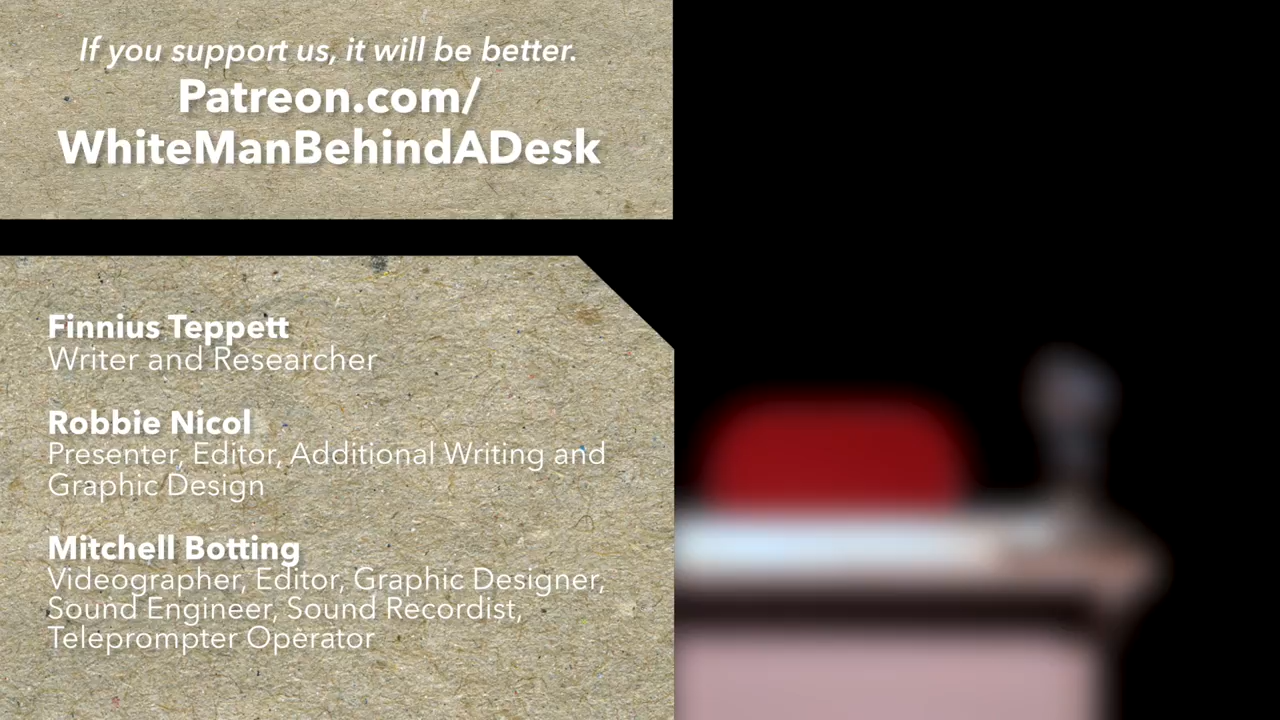 If you support us, it will be better.
Patreon.com/
WhiteManBehindADesk
Finnius Teppett
Writer and Researcher
Robbie Nicol
Presenter, Editor, Additional Writing and
Graphic Design
Mitchell Botting
Videographer, Editor, Graphic Designer,
Sound Engineer, Sound Recordist,
Teleprompter Operator